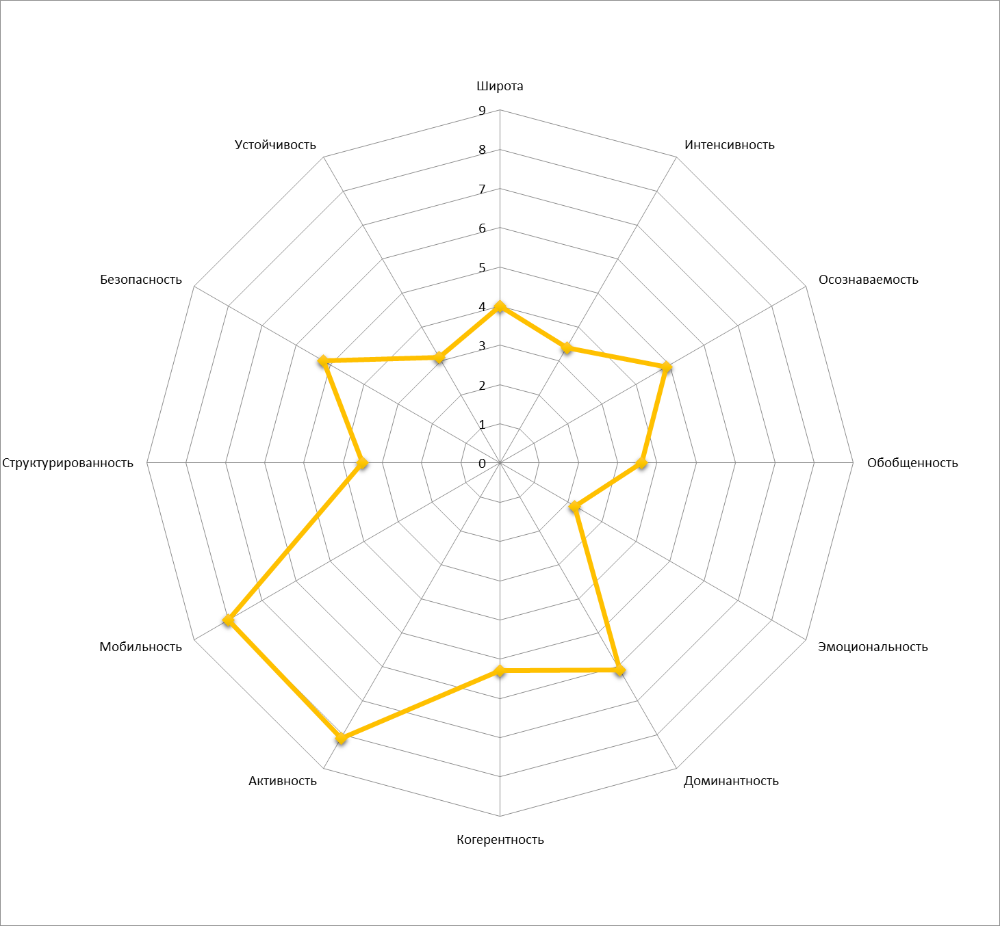 Широта
9
Устойчивость
Интенсивность
8
7
6
Безопасность
5
Осознаваемость
4
3
2
1
Структурированность
0
Обобщенность
Мобильность
Эмоциональность
Активность
Доминантность
Когерентность